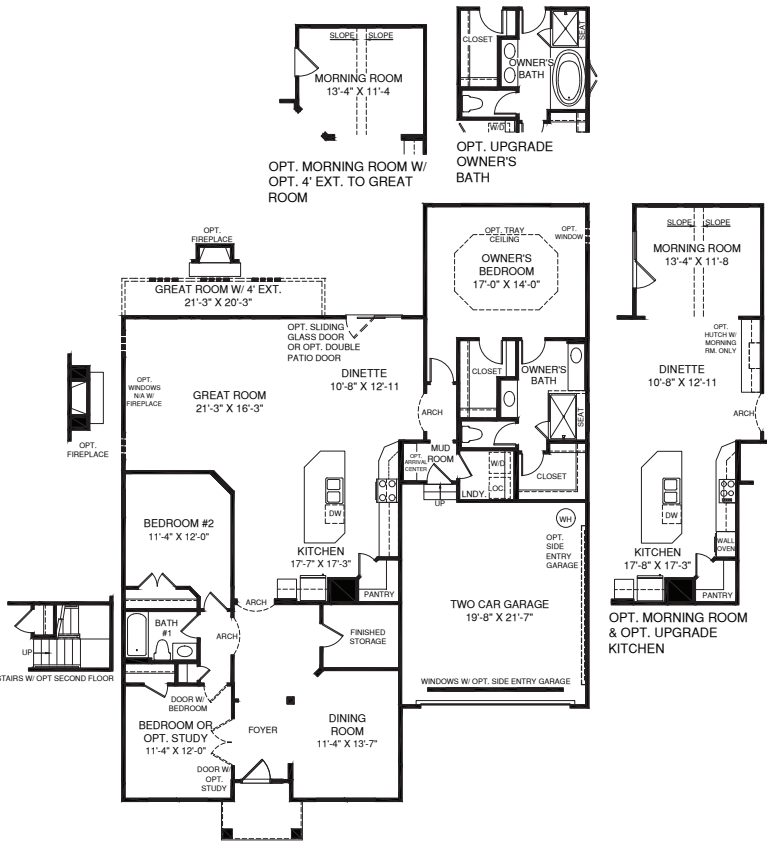 SLOPE SLOPE
MORNING ROOM
13'-4" X 11'-4
OPT. MORNING ROOM W/
OPT. 4' EXT. TO GREAT
ROOM
CLOSET
SEAT
OWNER'S
BATH
W/D
OPT. UPGRADE
OWNER'S
BATH
OPT.
FIREPLACE
GREAT ROOM W/ 4' EXT.
21'-3" X 20'-3"
OPT. TRAY
CEILING
OPT.
WINDOW
OWNER'S
BEDROOM
17'-0" X 14'-0"
SLOPE SLOPE
MORNING ROOM
13'-4" X 11'-8
OPT. SLIDING
GLASS DOOR
OR OPT. DOUBLE
PATIO DOOR
OPT.
HUTCH W/
MORNING
RM. ONLY
DINETTE
10'-8" X 12'-11
ARCH
OPT.
WINDOWS
N/A W/
FIREPLACE
GREAT ROOM
21'-3" X 16'-3"
DINETTE
10'-8" X 12'-11
CLOSET
OWNER'S
BATH
SEAT
ARCH
OPT.
FIREPLACE
MUD
ROOM
OPT.
ARRIVAL
CENTER
W/D
LNDY.
OC
CLOSET
UP
BEDROOM #2
11'-4" X 12'-0"
DW
KITCHEN
17'-7" X 17'-3"
PANTRY
WH
OPT.
SIDE
ENTRY
GARAGE
DW
WALL
OVEN
KITCHEN
17'-8" X 17'-3"
PANTRY
OPT. MORNING ROOM
& OPT. UPGRADE
KITCHEN
TWO CAR GARAGE
19'-8" X 21'-7"
WINDOWS W/ OPT. SIDE ENTRY GARAGE
ARCH
BATH
#1
ARCH
FINISHED
STORAGE
UP
STAIRS W/ OPT SECOND FLOOR
DOOR W/
BEDROOM
BEDROOM OR
OPT. STUDY
11'-4" X 12'-0"
FOYER
DINING
ROOM
11'-4" X 13'-7"
DOOR W/
OPT.
STUDY